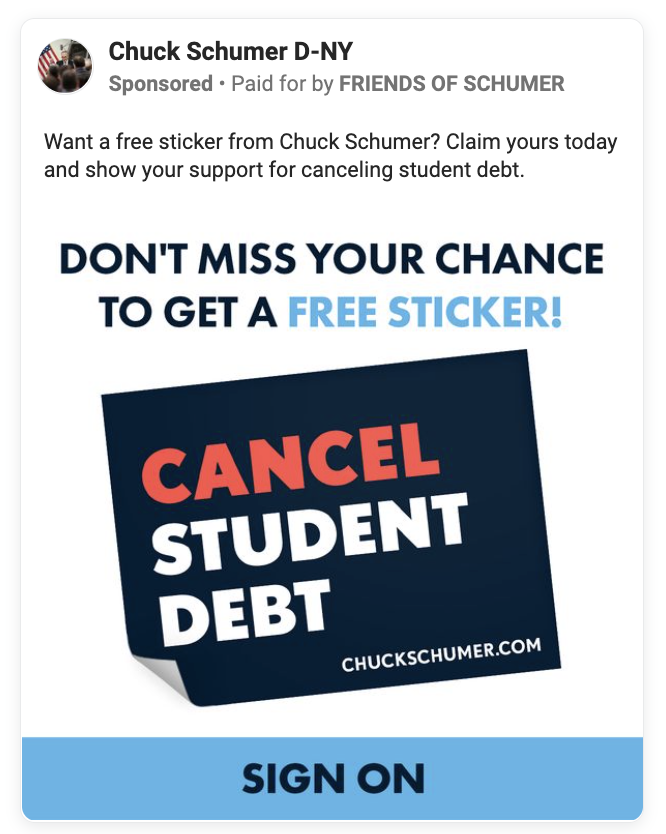 Chuck Schumer D-NY
Sponsored • Paid for by FRIENDS OF SCHUMER
Want a free sticker from Chuck Schumer? Claim yours today
and show your support for canceling student debt.
DON'T MISS YOUR CHANCE
TO GET A FREE STICKER!
CANCEL
STUDENT
DEBT
CHUCKSCHUMER.COM
SIGN ON